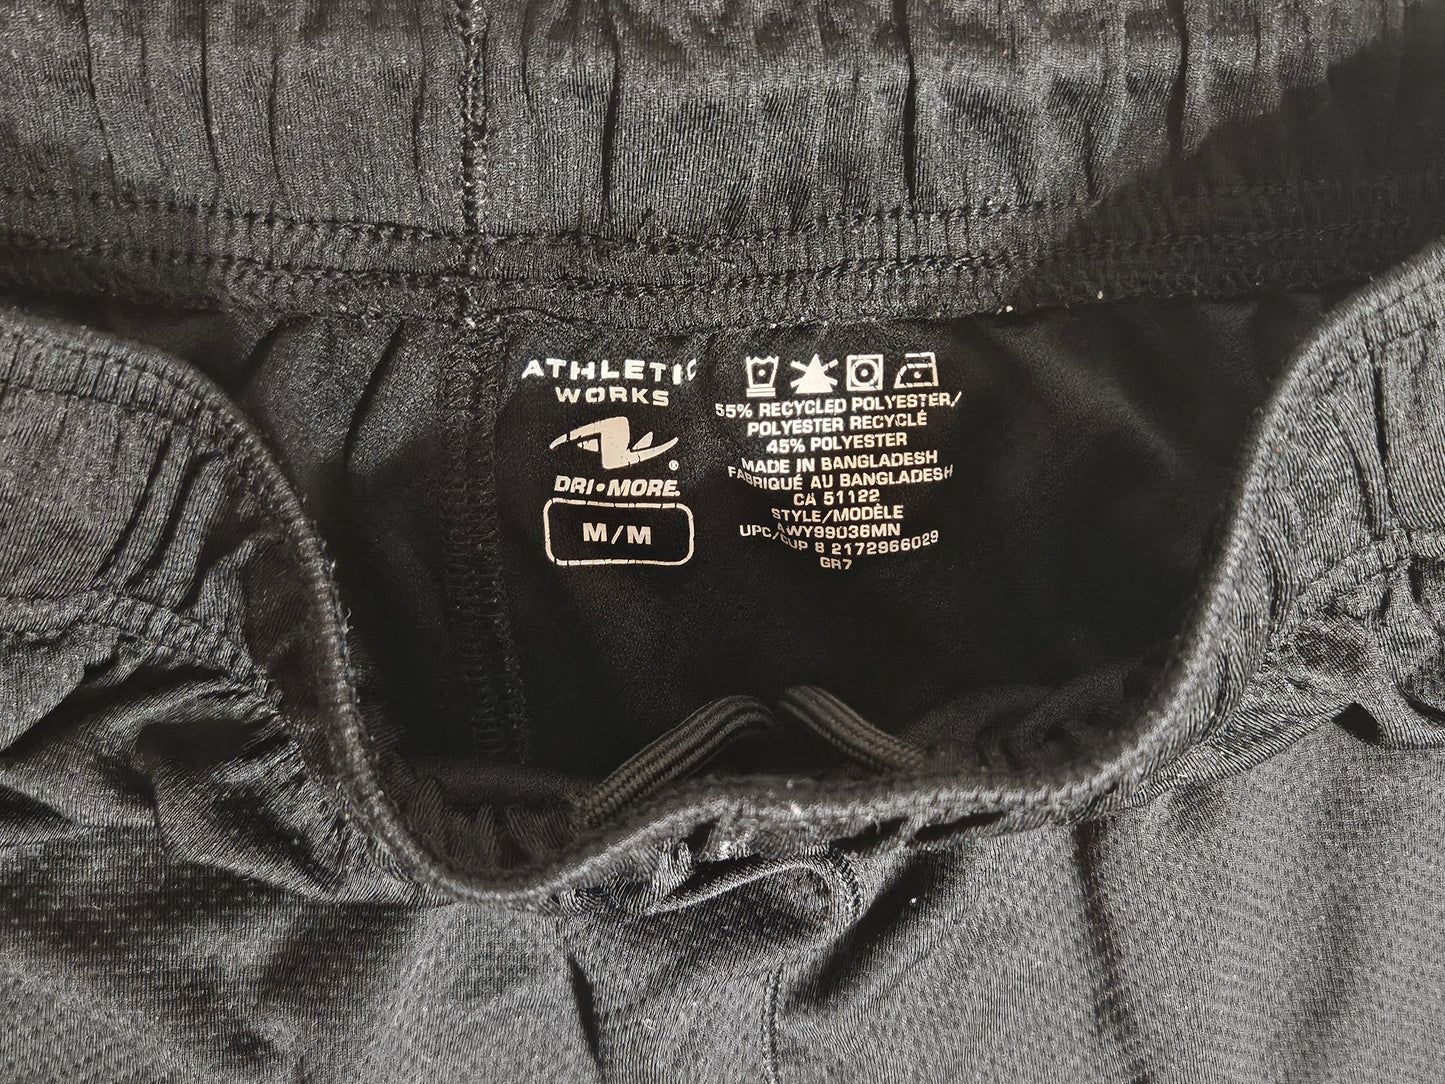 ATHLETIC
WORKS
®
DRI•MORE.
M/M
55% RECYCLED POLYESTER/
POLYESTER RECYCLÉ
45% POLYESTER
MADE IN BANGLADESH
FABRIQUÉ AU BANGLADESH
CA 51122
STYLE/MODÈLE
AWY99036MN
UPC/CUP 8 2172966029
GR7